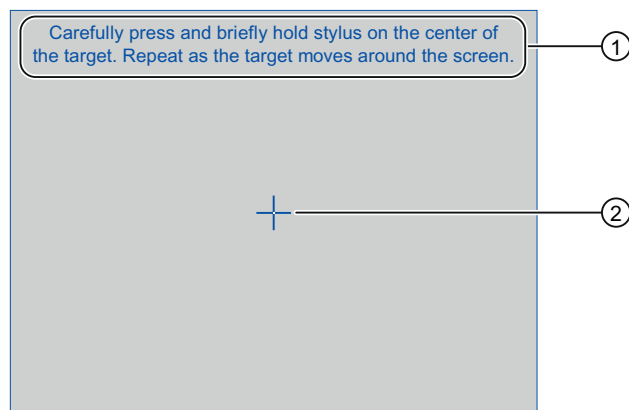 Carefully press and briefly hold stylus on the center of
the target. Repeat as the target moves around the screen.
1
2